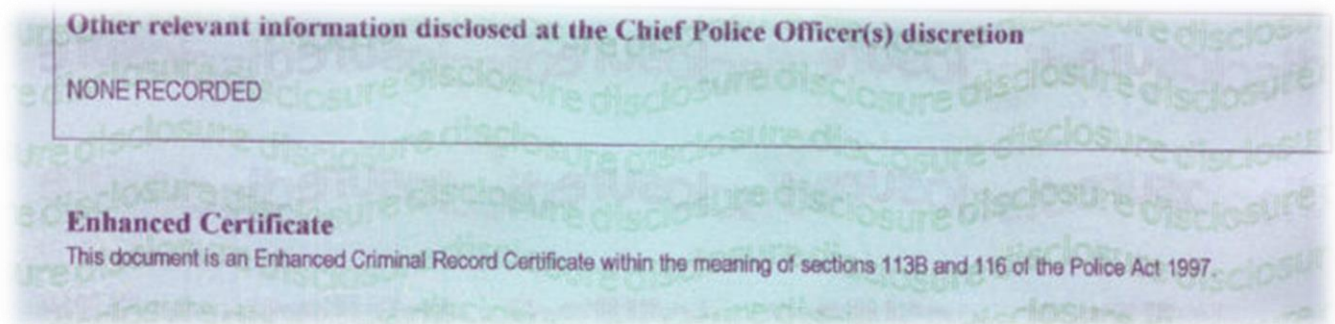 Other relevant information disclosed at the Chief Police Officer(s) discretion
NONE RECORDED
Enhanced Certificate
This document is an Enhanced Criminal Record Certificate within the meaning of sections 113B and 116 of the Police Act 1997.